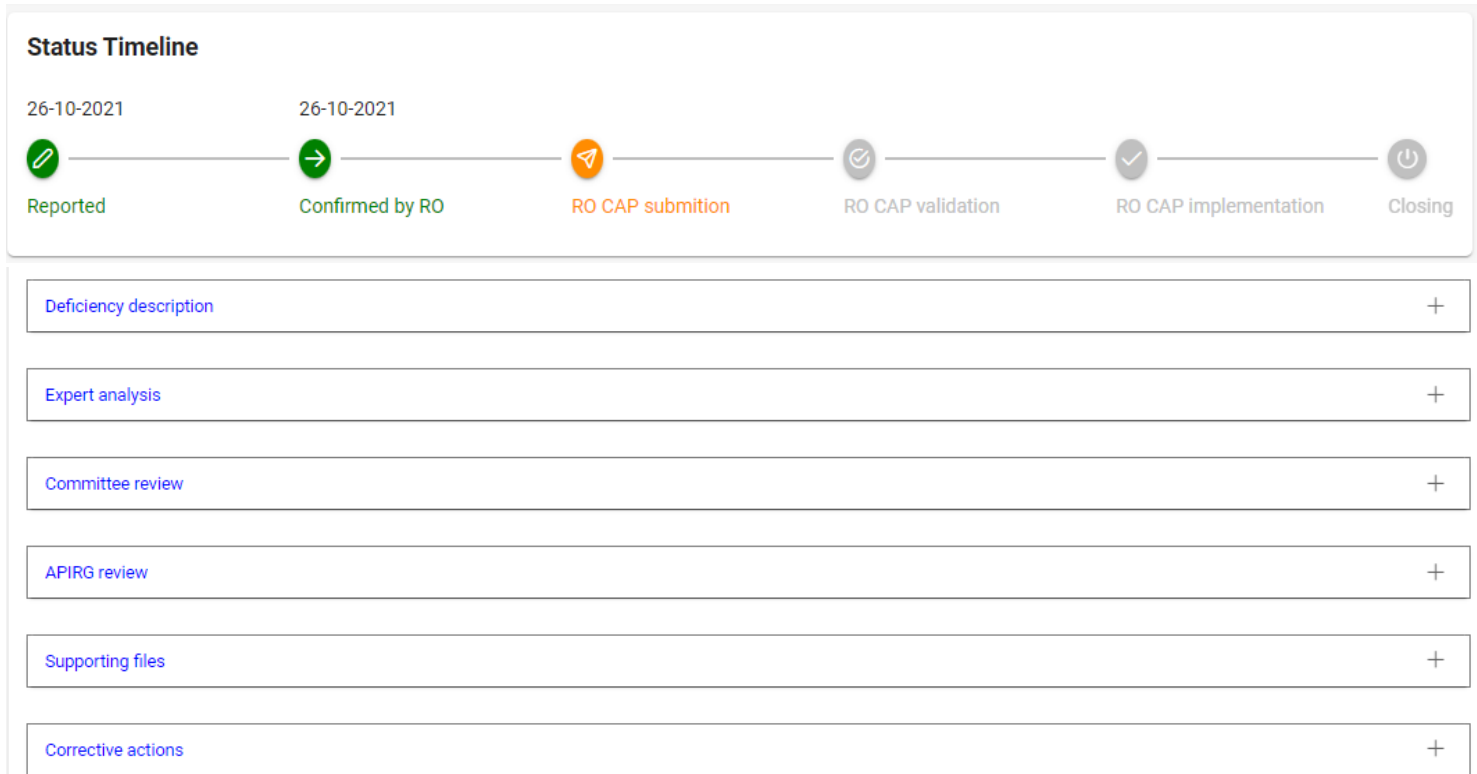 Status Timeline
26-10-2021 26-10-2021
Reported Confirmed by RO RO CAP submition RO CAP validation RO CAP implementation Closing
Deficiency description
Expert analysis
Committee review
APIRG review
Supporting files
Corrective actions